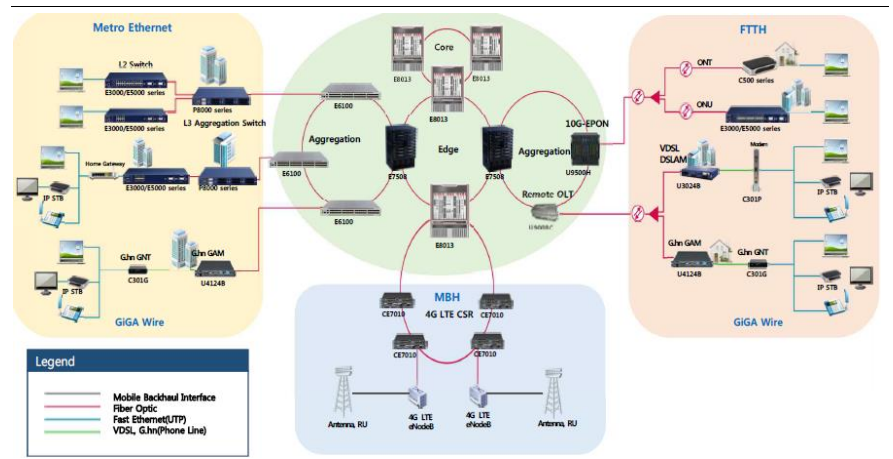 Metro Ethernet
L2 Switch
E3000/E5000 series
P8000 series
E3000/E5000 series
L3 Aggregation Switch
Home Gateway
E3000/E5000 series
P8000 series
IP STB
G.hn GNT
G.hn GAM
C301G
U4124B
IP STB
GiGA Wire
Core
E8013
E8013
E8013
E6100
Aggregation
E6100
E6100
Edge
E7508
E7508
Aggregation
10G-EPON
U9500H
Remote OLT
E8013
FTTH
ONT
C500 series
ONU
E3000/E5000 series
VDSL
DSLAM
Modem
U3024B
C301P
IP STB
G.hn GAM
G.hn GNT
U4124B
C301G
IP STB
GiGA Wire
MBH
4G LTE CSR
CE7010
CE7010
CE7010
CE7010
Antenna, RU
4G LTE
eNodeB
4G LTE
eNodeB
Antenna, RU
Legend
Mobile Backhaul Interface
Fiber Optic
Fast Ethernet(UTP)
VDSL, G.hn(Phone Line)